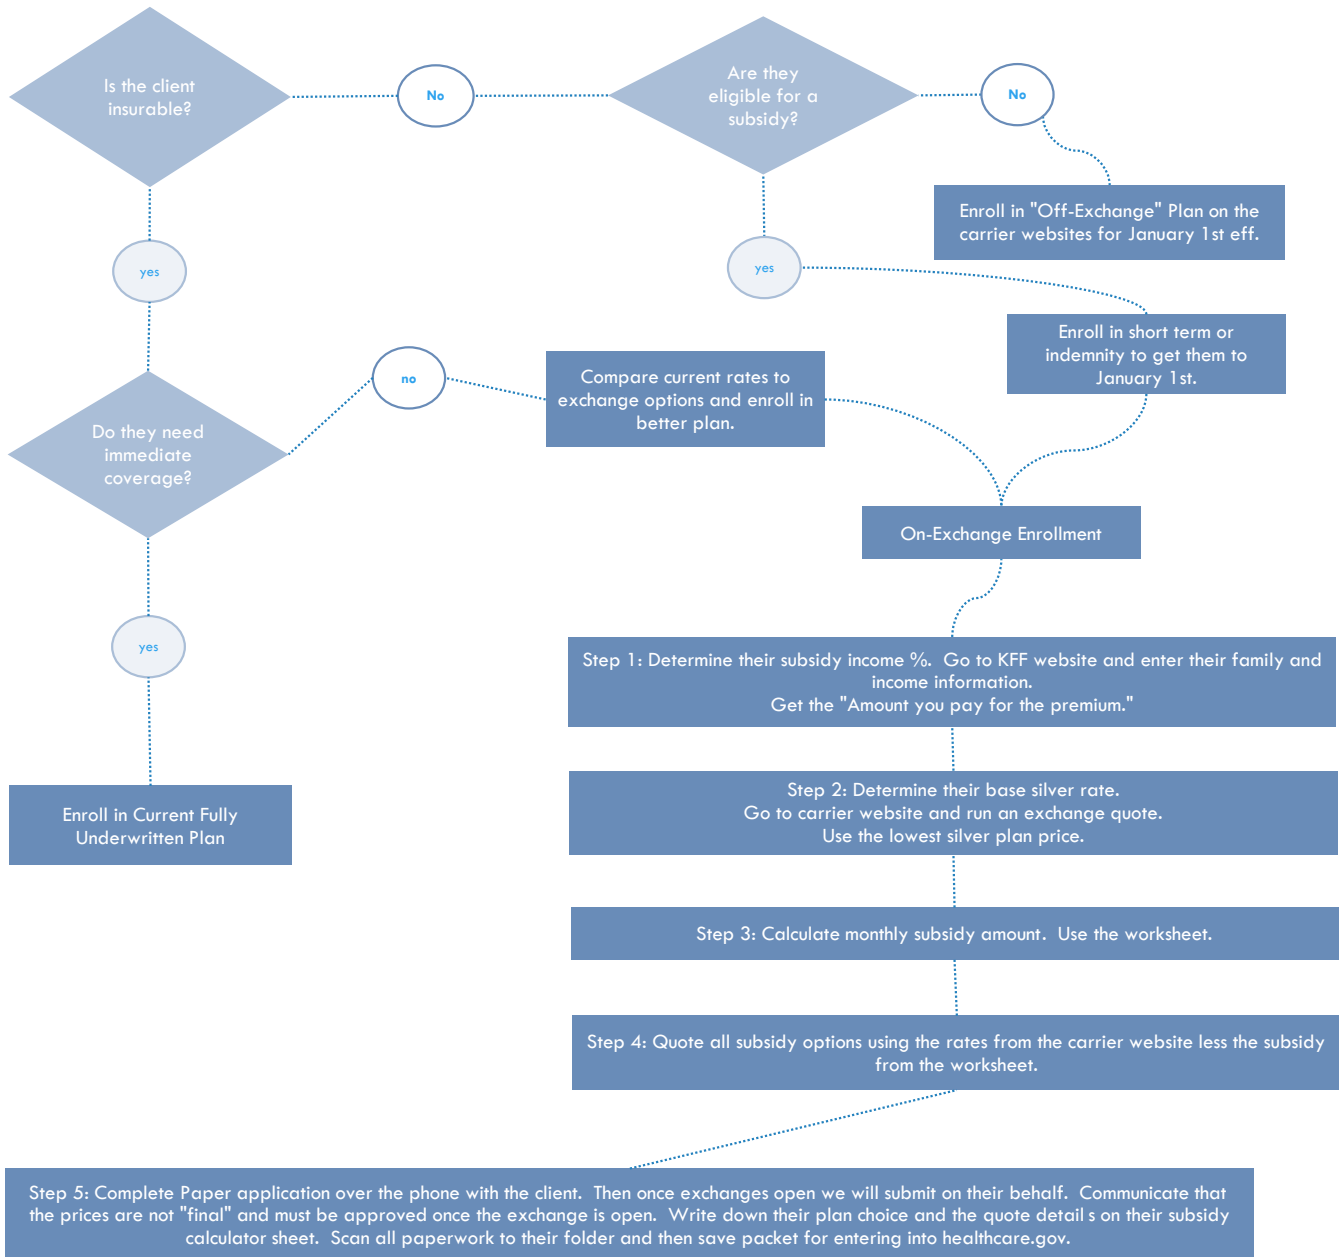 Is the client
insurable?
No
Are they
eligible for a
subsidy?
No
Enroll in "Off-Exchange" Plan on the
carrier websites for January 1st eff.
yes
yes
Enroll in short term or
indemnity to get them to
January 1st.
Do they need
immediate
coverage?
no
Compare current rates to
exchange options and enroll in
better plan.
On-Exchange Enrollment
yes
Enroll in Current Fully
Underwritten Plan
Step 1: Determine their subsidy income %.  Go to KFF website and enter their family and
income information.
Get the "Amount you pay for the premium."
Step 2: Determine their base silver rate.
Go to carrier website and run an exchange quote.
Use the lowest silver plan price.
Step 3: Calculate monthly subsidy amount.  Use the worksheet.
Step 4: Quote all subsidy options using the rates from the carrier website less the subsidy
from the worksheet.
Step 5: Complete Paper application over the phone with the client.  Then once exchanges open we will submit on their behalf.  Communicate that
the prices are not "final" and must be approved once the exchange is open.  Write down their plan choice and the quote detail s on their subsidy
calculator sheet.  Scan all paperwork to their folder and then save packet for entering into healthcare.gov.